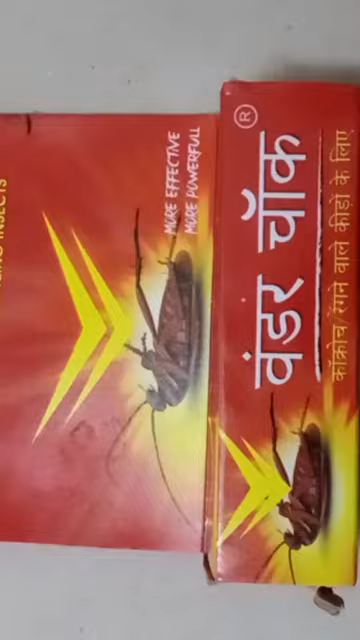 INSECTS
MORE EFFECTIVE
MORE POWERFULL
वंडर चॉक ®
कॉक्रोच रेंगने वाले कीड़ों के लिए